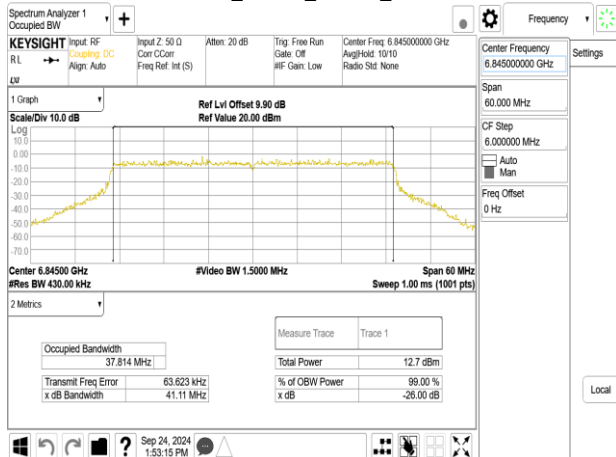 Spectrum Analyzer 1
Occupied BW
Frequency
KEYSIGHT
Input: RF
Input Z: 50 Ω
Atten: 20 dB
Trig: Free Run
Center Freq: 6.845000000 GHz
RL
Coupling: DC
Corr CCorr
Gate: Off
Avg|Hold: 10/10
Align: Auto
Freq Ref: Int (S)
#IF Gain: Low
Radio Std: None
LXI
Center Frequency
6.845000000 GHz
Settings
Span
60.000 MHz
CF Step
6.000000 MHz
Auto
Man
Freq Offset
0 Hz
Local
1 Graph
Scale/Div 10.0 dB
Ref Lvl Offset 9.90 dB
Ref Value 20.00 dBm
Log
10.0
0.00
-10.0
-20.0
-30.0
-40.0
-50.0
-60.0
-70.0
Center 6.84500 GHz
#Video BW 1.5000 MHz
Span 60 MHz
#Res BW 430.00 kHz
Sweep 1.00 ms (1001 pts)
2 Metrics
Measure Trace
Trace 1
Occupied Bandwidth
37.814 MHz
Total Power
12.7 dBm
Transmit Freq Error
63.623 kHz
% of OBW Power
99.00 %
x dB Bandwidth
41.11 MHz
x dB
-26.00 dB
?
Sep 24, 2024
1:53:15 PM